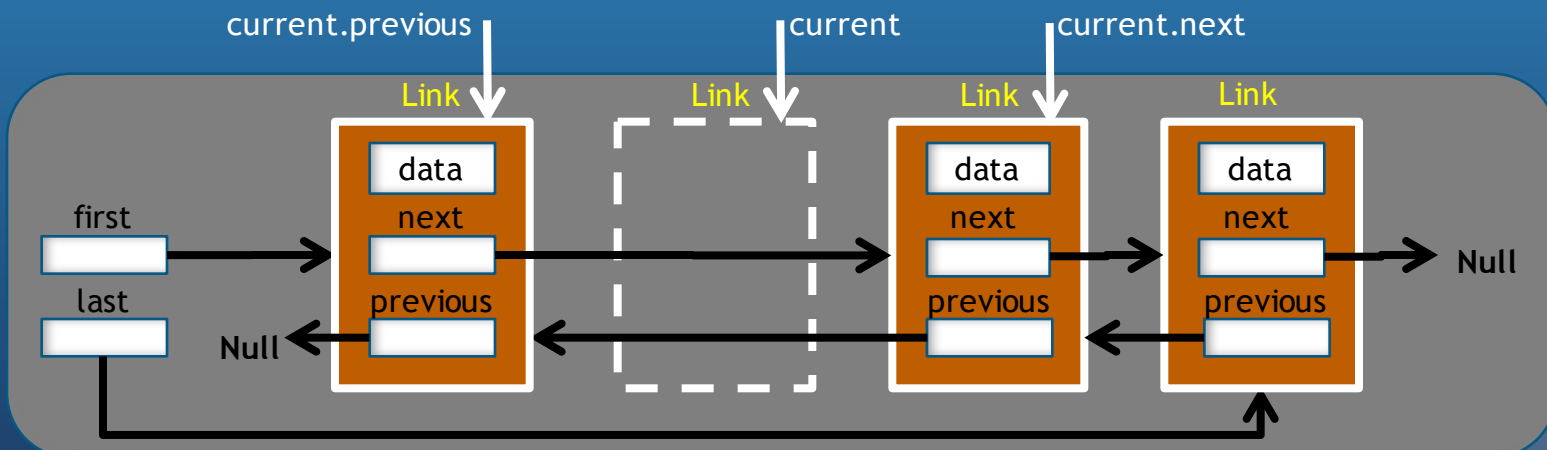 current.previous current current.next
Link Link Link Link
data data data
first next next next
Null
last previous previous previous
Null